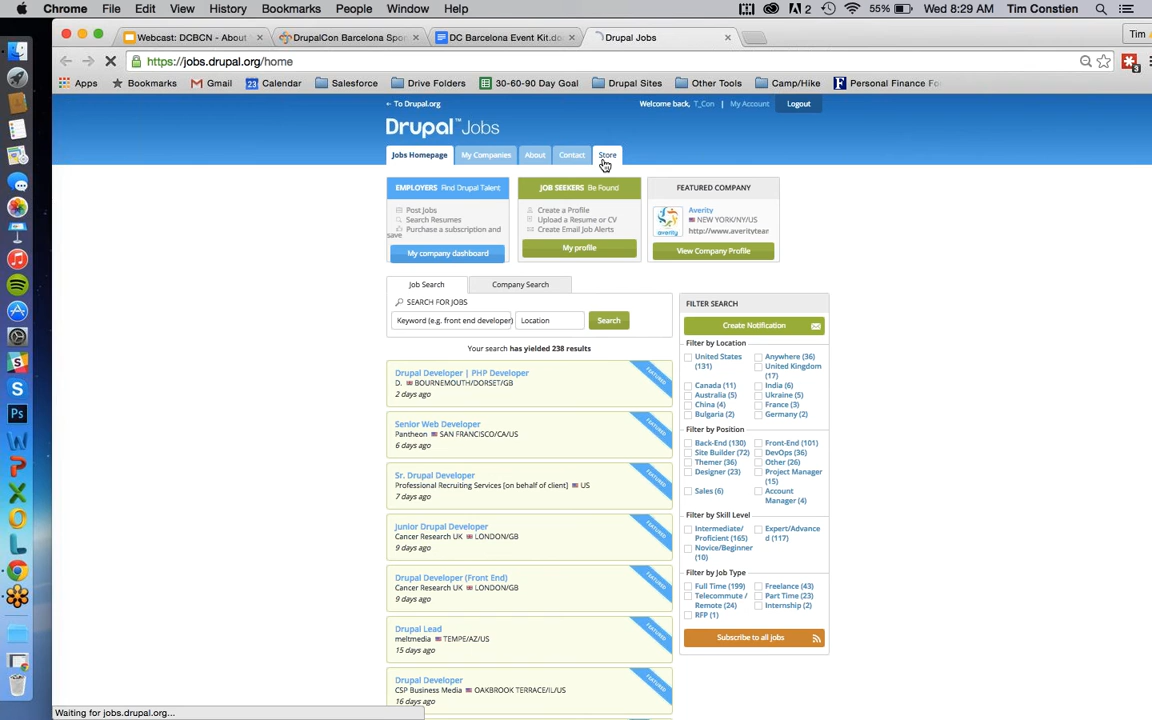 Chrome File Edit View History Bookmarks People Window Help 2 55% Wed 8:29 AM Tim Constien
Webcast: DCBCN - About × DrupalCon Barcelona Spo × DC Barcelona Event Kit.do × Drupal Jobs × Tim
https://jobs.drupal.org/home
Apps Bookmarks Gmail 23 Calendar Salesforce Drive Folders 30-60-90 Day Goal Drupal Sites Other Tools Camp/Hike Personal Finance Fo
← To Drupal.org Welcome back, T_Con | My Account Logout
Drupal™ Jobs
Jobs Homepage My Companies About Contact Store
EMPLOYERS Find Drupal Talent
Post Jobs
Search Resumes
Purchase a subscription and
save
My company dashboard
JOB SEEKERS Be Found
Create a Profile
Upload a Resume or CV
Create Email Job Alerts
My profile
FEATURED COMPANY
averity
Averity
NEW YORK/NY/US
http://www.averitytear
View Company Profile
Job Search Company Search
SEARCH FOR JOBS
Keyword (e.g. front end developer) Location Search
Your search has yielded 238 results
Drupal Developer | PHP Developer
D. BOURNEMOUTH/DORSET/GB
2 days ago
FEATURED
Senior Web Developer
Pantheon SAN FRANCISCO/CA/US
6 days ago
FEATURED
Sr. Drupal Developer
Professional Recruiting Services [on behalf of client] US
7 days ago
FEATURED
Junior Drupal Developer
Cancer Research UK LONDON/GB
9 days ago
FEATURED
Drupal Developer (Front End)
Cancer Research UK LONDON/GB
9 days ago
FEATURED
Drupal Lead
meltmedia TEMPE/AZ/US
15 days ago
FEATURED
Drupal Developer
CSP Business Media OAKBROOK TERRACE/IL/US
16 days ago
FEATURED
FILTER SEARCH
Create Notification
Filter by Location
United States
(131)
Anywhere (36)
United Kingdom
(17)
Canada (11)
India (6)
Australia (5)
Ukraine (5)
China (4)
France (3)
Bulgaria (2)
Germany (2)
Filter by Position
Back-End (130)
Front-End (101)
Site Builder (72)
DevOps (36)
Themer (36)
Other (26)
Designer (23)
Project Manager
(15)
Sales (6)
Account
Manager (4)
Filter by Skill Level
Intermediate/
Proficient (165)
Expert/Advance
d (117)
Novice/Beginner
(10)
Filter by Job Type
Full Time (199)
Freelance (43)
Telecommute /
Remote (24)
Part Time (23)
Internship (2)
RFP (1)
Subscribe to all jobs
Waiting for jobs.drupal.org...